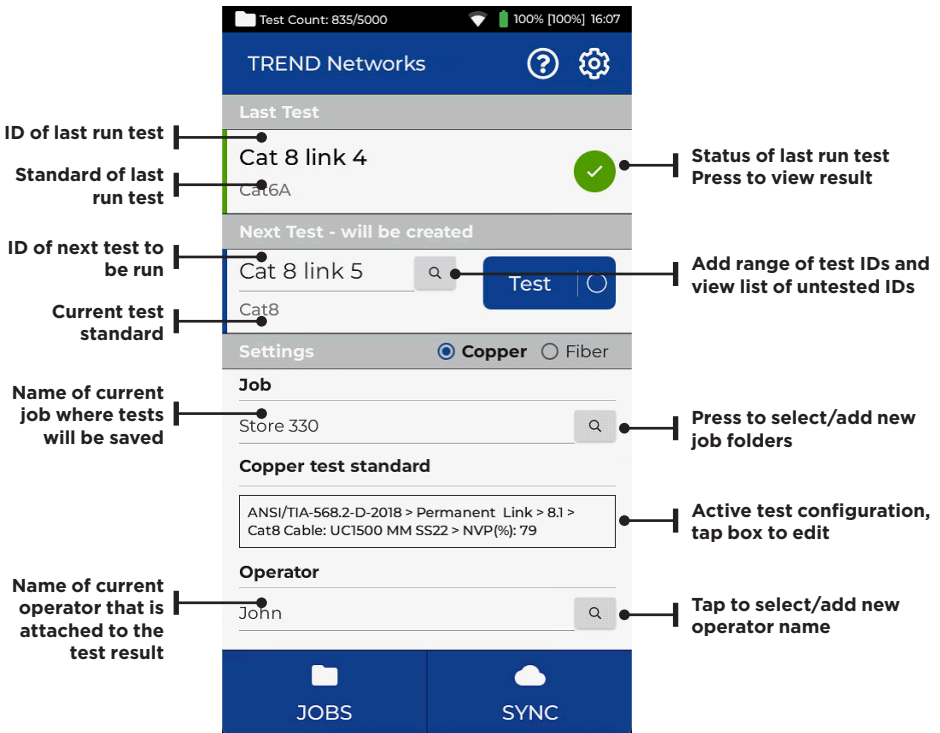 Test Count: 835/5000
100% [100%] 16:07
TREND Networks
Last Test
ID of last run test
Cat 8 link 4
Standard of last
run test
Cat6A
Status of last run test
Press to view result
Next Test - will be created
ID of next test to
be run
Cat 8 link 5
Test
Add range of test IDs and
view list of untested IDs
Current test
standard
Cat8
Settings
Copper
Fiber
Job
Name of current
job where tests
will be saved
Store 330
Press to select/add new
job folders
Copper test standard
ANSI/TIA-568.2-D-2018 > Permanent Link > 8.1 >
Cat8 Cable: UC1500 MM SS22 > NVP(%): 79
Active test configuration,
tap box to edit
Operator
Name of current
operator that is
attached to the
test result
John
Tap to select/add new
operator name
JOBS
SYNC